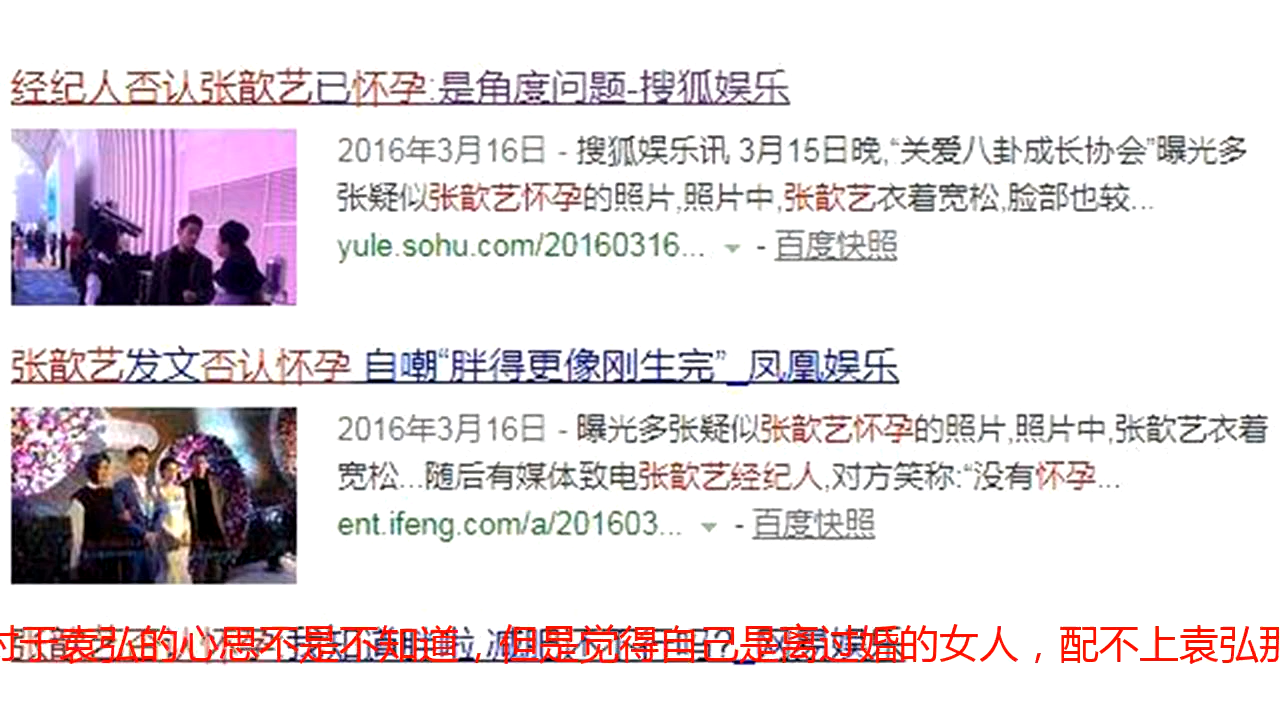 经纪人否认张歆艺已怀孕:是角度问题-搜狐娱乐
2016年3月16日 - 搜狐娱乐讯 3月15日晚,“关爱八卦成长协会”曝光多
张疑似张歆艺怀孕的照片,照片中,张歆艺衣着宽松,脸部也较...
yule.sohu.com/20160316... - 百度快照
张歆艺发文否认怀孕 自嘲“胖得更像刚生完”_凤凰娱乐
2016年3月16日 - 曝光多张疑似张歆艺怀孕的照片,照片中,张歆艺衣着
宽松...随后有媒体致电张歆艺经纪人,对方笑称:“没有怀孕...
ent.ifeng.com/a/201603... - 百度快照
对于袁弘的心思不是不知道，但是觉得自己是离过婚的女人，配不上袁弘那